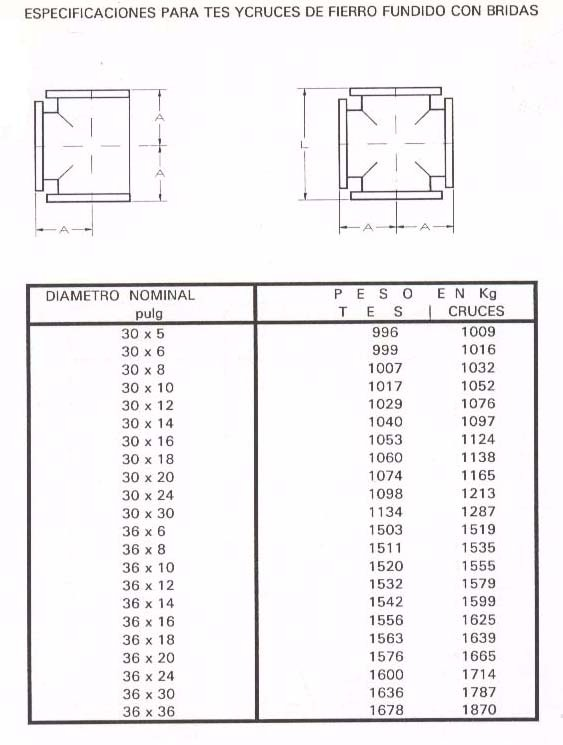 ESPECIFICACIONES PARA TES YCRUCES DE FIERRO FUNDIDO CON BRIDAS
A
A
A
L
A A
DIAMETRO NOMINAL
pulg
P E S O E N Kg
T E S | CRUCES
30 x 5 996 1009
30 x 6 999 1016
30 x 8 1007 1032
30 x 10 1017 1052
30 x 12 1029 1076
30 x 14 1040 1097
30 x 16 1053 1124
30 x 18 1060 1138
30 x 20 1074 1165
30 x 24 1098 1213
30 x 30 1134 1287
36 x 6 1503 1519
36 x 8 1511 1535
36 x 10 1520 1555
36 x 12 1532 1579
36 x 14 1542 1599
36 x 16 1556 1625
36 x 18 1563 1639
36 x 20 1576 1665
36 x 24 1600 1714
36 x 30 1636 1787
36 x 36 1678 1870